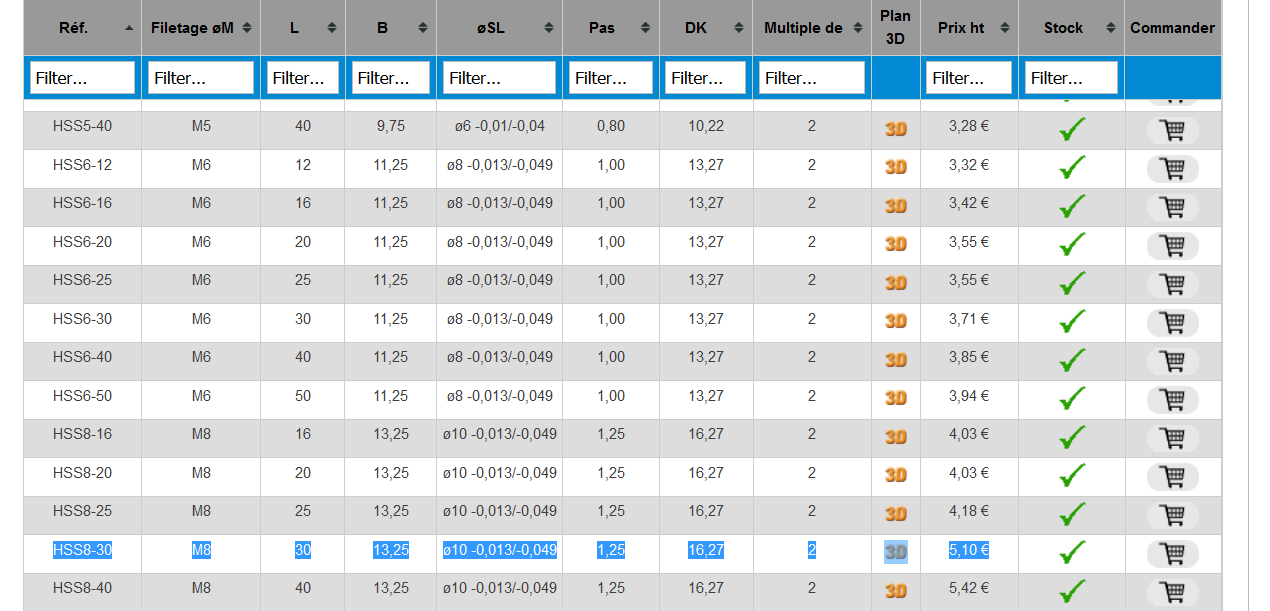 Réf. Filetage øM L B øSL Pas DK Multiple de Plan 3D Prix ht Stock Commander
Filter... Filter... Filter... Filter... Filter... Filter... Filter... Filter... Filter... Filter...
HSS5-40 M5 40 9,75 ø6 -0,01/-0,04 0,80 10,22 2 3D 3,28 €
HSS6-12 M6 12 11,25 ø8 -0,013/-0,049 1,00 13,27 2 3D 3,32 €
HSS6-16 M6 16 11,25 ø8 -0,013/-0,049 1,00 13,27 2 3D 3,42 €
HSS6-20 M6 20 11,25 ø8 -0,013/-0,049 1,00 13,27 2 3D 3,55 €
HSS6-25 M6 25 11,25 ø8 -0,013/-0,049 1,00 13,27 2 3D 3,55 €
HSS6-30 M6 30 11,25 ø8 -0,013/-0,049 1,00 13,27 2 3D 3,71 €
HSS6-40 M6 40 11,25 ø8 -0,013/-0,049 1,00 13,27 2 3D 3,85 €
HSS6-50 M6 50 11,25 ø8 -0,013/-0,049 1,00 13,27 2 3D 3,94 €
HSS8-16 M8 16 13,25 ø10 -0,013/-0,049 1,25 16,27 2 3D 4,03 €
HSS8-20 M8 20 13,25 ø10 -0,013/-0,049 1,25 16,27 2 3D 4,03 €
HSS8-25 M8 25 13,25 ø10 -0,013/-0,049 1,25 16,27 2 3D 4,18 €
HSS8-30 M8 30 13,25 ø10 -0,013/-0,049 1,25 16,27 2 3D 5,10 €
HSS8-40 M8 40 13,25 ø10 -0,013/-0,049 1,25 16,27 2 3D 5,42 €